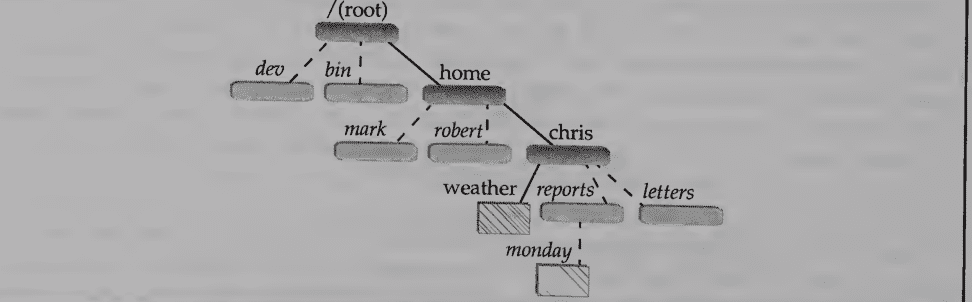 /(root)
dev
bin
home
mark
robert
chris
weather
reports
letters
monday